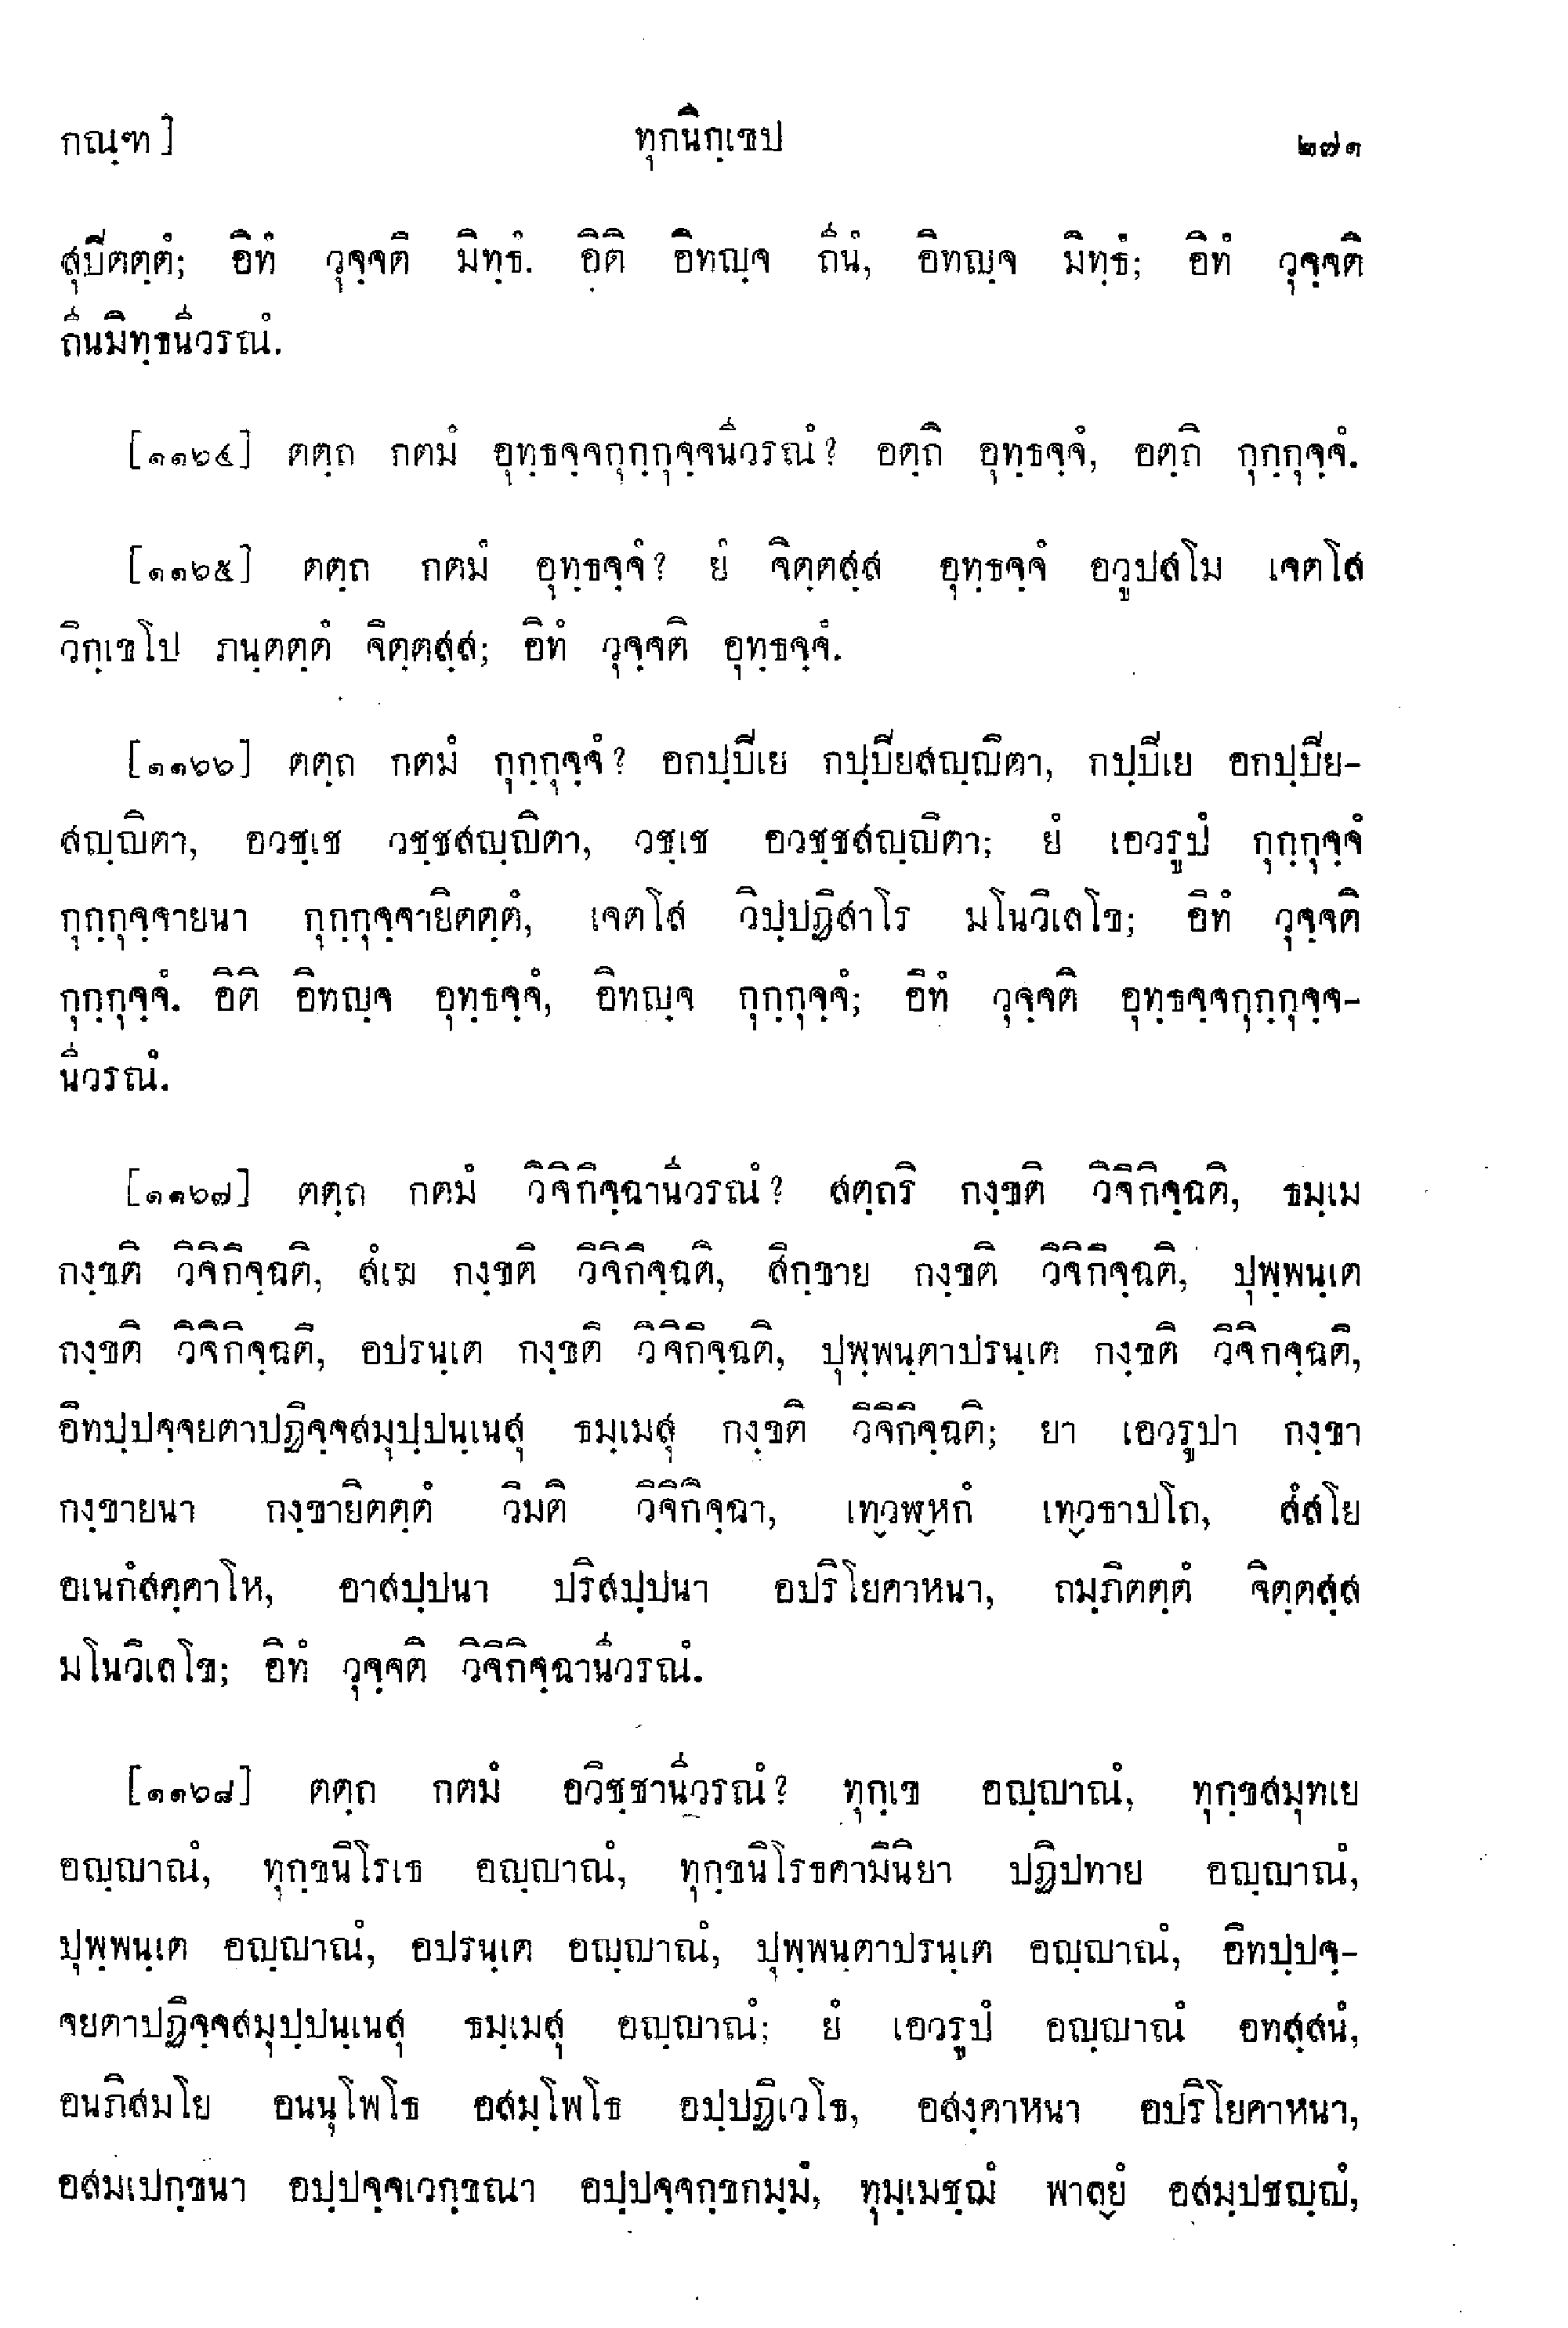 กณฺฑ] ทุกนิกฺเขป ๒๗๑
สุปิตตฺตํ; อิทํ วุจฺจติ มิทฺธํ. อิติ อิทญฺจ ถีนํ, อิทญฺจ มิทฺธํ; อิทํ วุจฺจติ
ถีนมิทฺธนีวรณํ.
[๑๑๖๔] ตตฺถ กตมํ อุทฺธจฺจกุกฺกุจฺจนีวรณํ? อตฺถิ อุทฺธจฺจํ, อตฺถิ กุกฺกุจฺจํ.
[๑๑๖๕] ตตฺถ กตมํ อุทฺธจฺจํ? ยํ จิตฺตสฺส อุทฺธจฺจํ อวูปสโม เจตโส
วิกฺเขโป ภนฺตตฺตํ จิตฺตสฺส; อิทํ วุจฺจติ อุทฺธจฺจํ.
[๑๑๖๖] ตตฺถ กตมํ กุกฺกุจฺจํ? อกปฺปิเย กปฺปิยสญฺญิตา, กปฺปิเย อกปฺปิย-
สญฺญิตา, อวชฺเช วชฺชสญฺญิตา, วชฺเช อวชฺชสญฺญิตา; ยํ เอวรูปํ กุกฺกุจฺจํ
กุกฺกุจฺจายนา กุกฺกุจฺจายิตตฺตํ, เจตโส วิปฺปฏิสาโร มโนวิเลโข; อิทํ วุจฺจติ
กุกฺกุจฺจํ. อิติ อิทญฺจ อุทฺธจฺจํ, อิทญฺจ กุกฺกุจฺจํ; อิทํ วุจฺจติ อุทฺธจฺจกุกฺกุจฺจ-
นีวรณํ.
[๑๑๖๗] ตตฺถ กตมํ วิจิกิจฺฉานีวรณํ? สตฺถริ กงฺขติ วิจิกิจฺฉติ, ธมฺเม
กงฺขติ วิจิกิจฺฉติ, สํเฆ กงฺขติ วิจิกิจฺฉติ, สิกฺขาย กงฺขติ วิจิกิจฺฉติ, ปุพฺพนฺเต
กงฺขติ วิจิกิจฺฉติ, อปรนฺเต กงฺขติ วิจิกิจฺฉติ, ปุพฺพนฺตาปรนฺเต กงฺขติ วิจิกจฺฉติ,
อิทปฺปจฺจยตาปฏิจฺจสมุปฺปนฺเนสุ ธมฺเมสุ กงฺขติ วิจิกิจฺฉติ; ยา เอวรูปา กงฺขา
กงฺขายนา กงฺขายิตตฺตํ วิมติ วิจิกิจฺฉา, เทฺวฬฺหกํ เทฺวธาปโถ, สํสโย
อเนกํสคฺคาโห, อาสปฺปนา ปริสปฺปนา อปริโยคาหนา, ถมฺภิตตฺตํ จิตฺตสฺส
มโนวิเลโข; อิทํ วุจฺจติ วิจิกิจฺฉานีวรณํ.
[๑๑๖๘] ตตฺถ กตมํ อวิชฺชานีวรณํ? ทุกฺเข อญฺญาณํ, ทุกฺขสมุทเย
อญฺญาณํ, ทุกฺขนิโรเธ อญฺญาณํ, ทุกฺขนิโรธคามินิยา ปฏิปทาย อญฺญาณํ,
ปุพฺพนฺเต อญฺญาณํ, อปรนฺเต อญฺญาณํ, ปุพฺพนฺตาปรนฺเต อญฺญาณํ, อิทปฺปจฺ-
จยตาปฏิจฺจสมุปฺปนฺเนสุ ธมฺเมสุ อญฺญาณํ; ยํ เอวรูปํ อญฺญาณํ อทสฺสนํ,
อนภิสมโย อนนุโพโธ อสมฺโพโธ อปฺปฏิเวโธ, อสงฺคาหนา อปริโยคาหนา,
อสมเปกฺขนา อปฺปจฺจเวกฺขณา อปฺปจฺจกฺขกมฺมํ, ทุมฺเมชฺฌํ พาลฺยํ อสมฺปชญฺญํ,